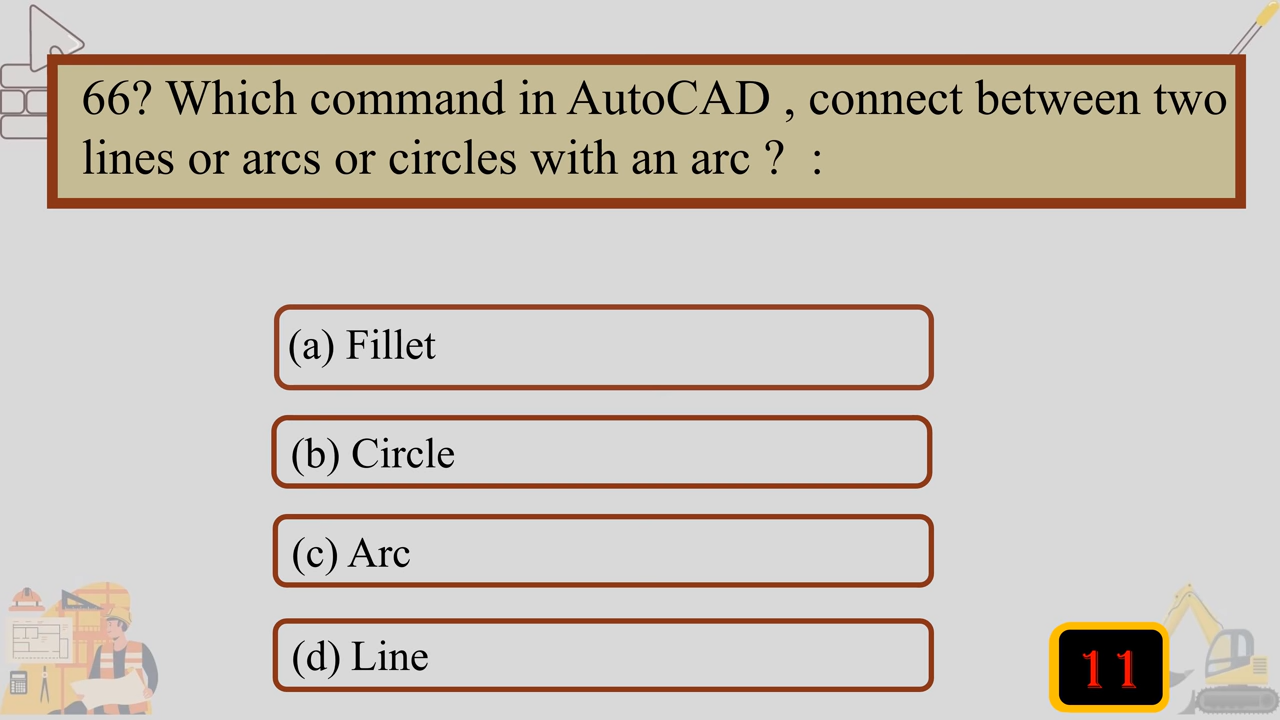 66? Which command in AutoCAD , connect between two
lines or arcs or circles with an arc ? :
(a) Fillet
(b) Circle
(c) Arc
(d) Line
11